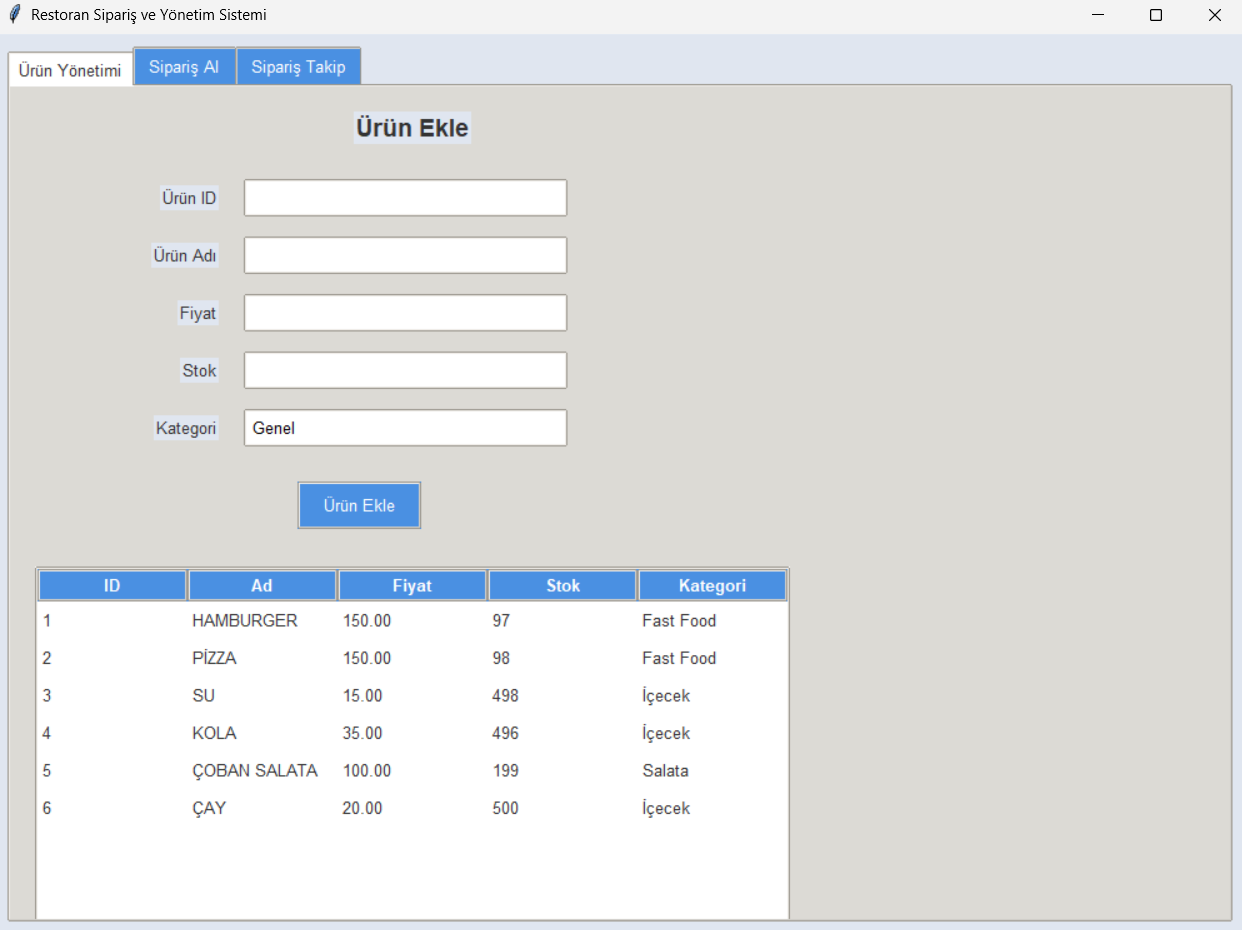 Restoran Sipariş ve Yönetim Sistemi
Ürün Yönetimi Sipariş Al Sipariş Takip
Ürün Ekle
Ürün ID
Ürün Adı
Fiyat
Stok
Kategori Genel
Ürün Ekle
ID Ad Fiyat Stok Kategori
1 HAMBURGER 150.00 97 Fast Food
2 PİZZA 150.00 98 Fast Food
3 SU 15.00 498 İçecek
4 KOLA 35.00 496 İçecek
5 ÇOBAN SALATA 100.00 199 Salata
6 ÇAY 20.00 500 İçecek